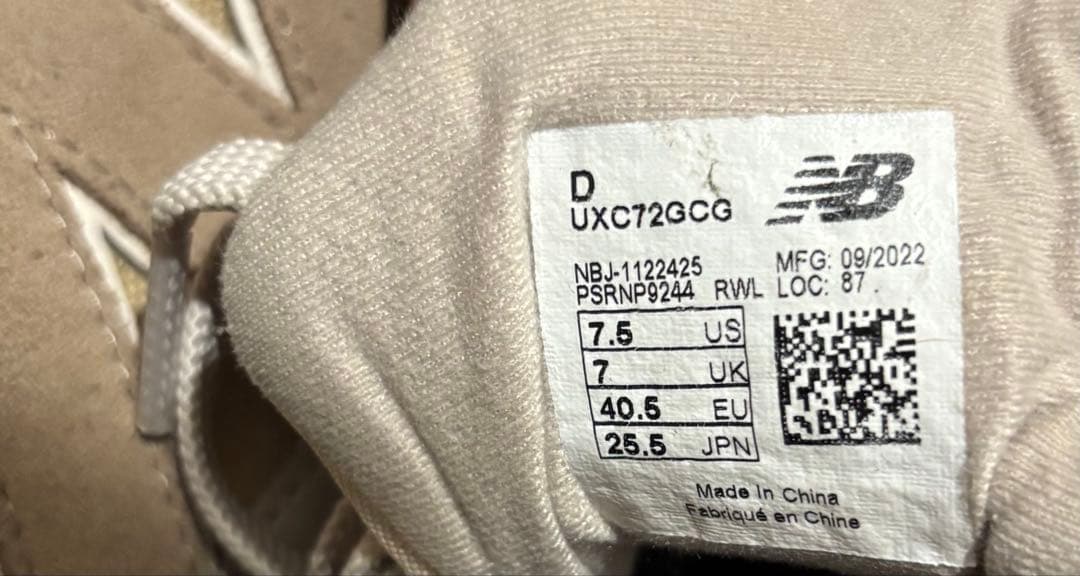 D
UXC72GCG
NB
NBJ-1122425
PSRNP9244 RWL
MFG: 09/2022
LOC: 87 .
7.5 US
7 UK
40.5 EU
25.5 JPN
Made In China
Fabriqué en Chine